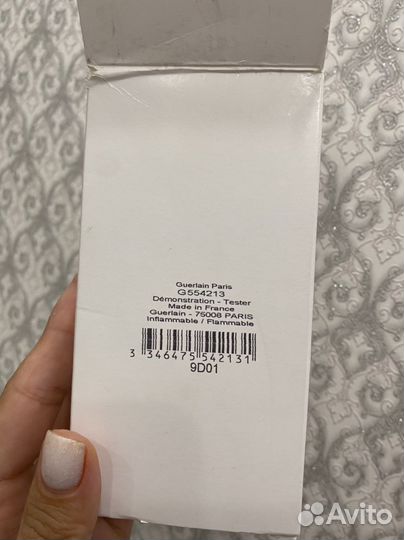 Guerlain Paris
G554213
Démonstration - Tester
Made in France
Guerlain - 75008 PARIS
Inflammable / Flammable
3 346475 542131
9D01
Avito